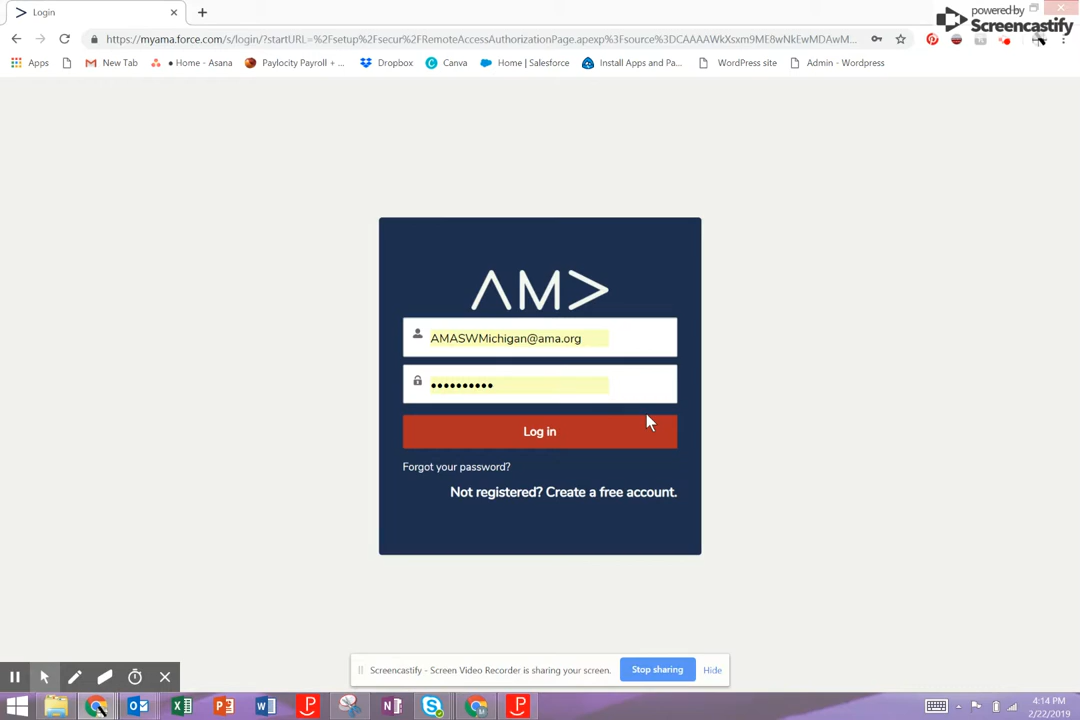 Login
powered by
Screencastify
https://myama.force.com/s/login/?startURL=%2Fsetup%2Fsecur%2FRemoteAccessAuthorizationPage.apexp%3Fsource%3DCAAAAWkXsxm9ME8wNkEwMDAwM...
Apps
New Tab
• Home - Asana
Paylocity Payroll + ...
Dropbox
Canva
Home | Salesforce
Install Apps and Pa...
WordPress site
Admin - Wordpress
AMA
AMASWMichigan@ama.org
••••••••••
Log in
Forgot your password?
Not registered? Create a free account.
Screencastify - Screen Video Recorder is sharing your screen.
Stop sharing
Hide
4:14 PM
2/22/2019